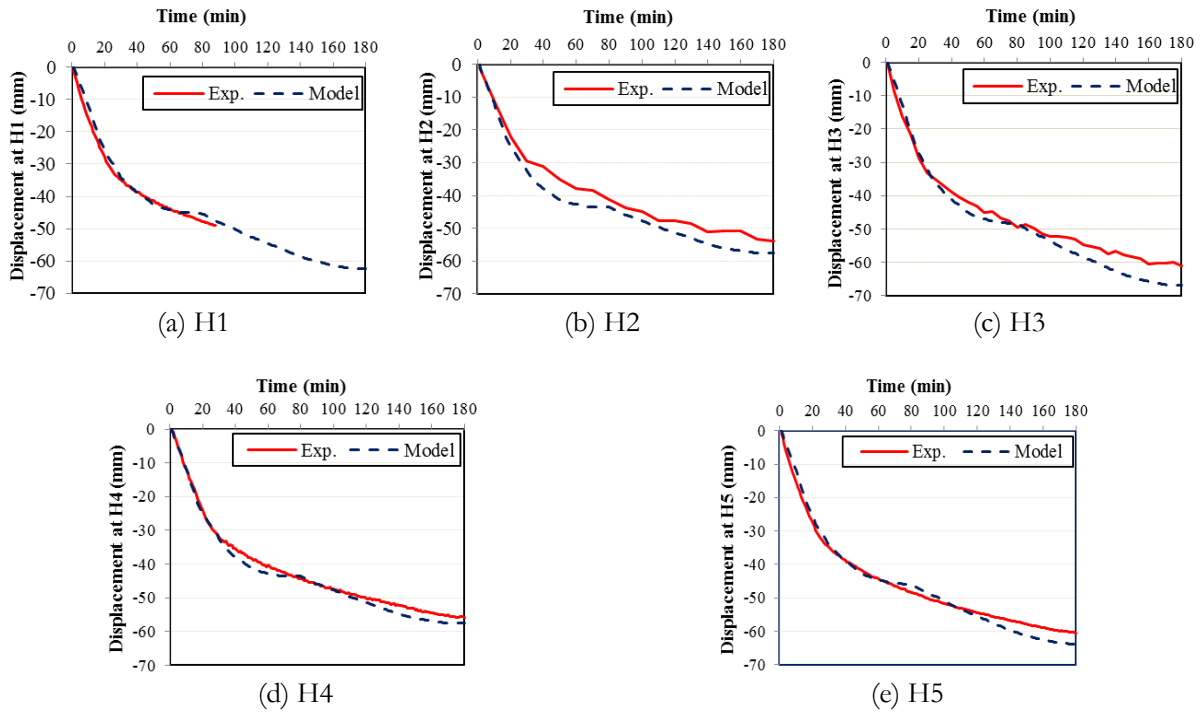 Time (min)
0 20 40 60 80 100 120 140 160 180
0
-10
-20
-30
-40
-50
-60
-70
Displacement at H1 (mm)
Exp. Model
(a) H1
Time (min)
0 20 40 60 80 100 120 140 160 180
0
-10
-20
-30
-40
-50
-60
-70
Displacement at H2 (mm)
Exp. Model
(b) H2
Time (min)
0 20 40 60 80 100 120 140 160 180
0
-10
-20
-30
-40
-50
-60
-70
Displacement at H3 (mm)
Exp. Model
(c) H3
Time (min)
0 20 40 60 80 100 120 140 160 180
0
-10
-20
-30
-40
-50
-60
-70
Displacement at H4 (mm)
Exp. Model
(d) H4
Time (min)
0 20 40 60 80 100 120 140 160 180
0
-10
-20
-30
-40
-50
-60
-70
Displacement at H5 (mm)
Exp. Model
(e) H5